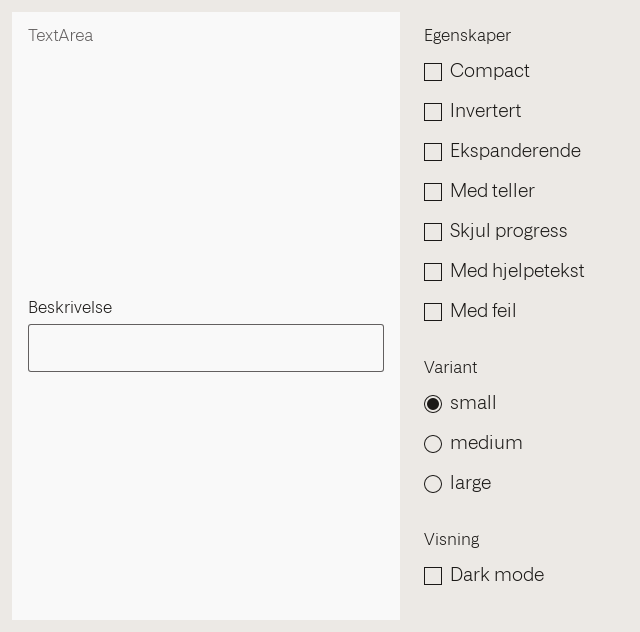 TextArea
Beskrivelse
Egenskaper
Compact
Invertert
Ekspanderende
Med teller
Skjul progress
Med hjelpetekst
Med feil
Variant
small
medium
large
Visning
Dark mode